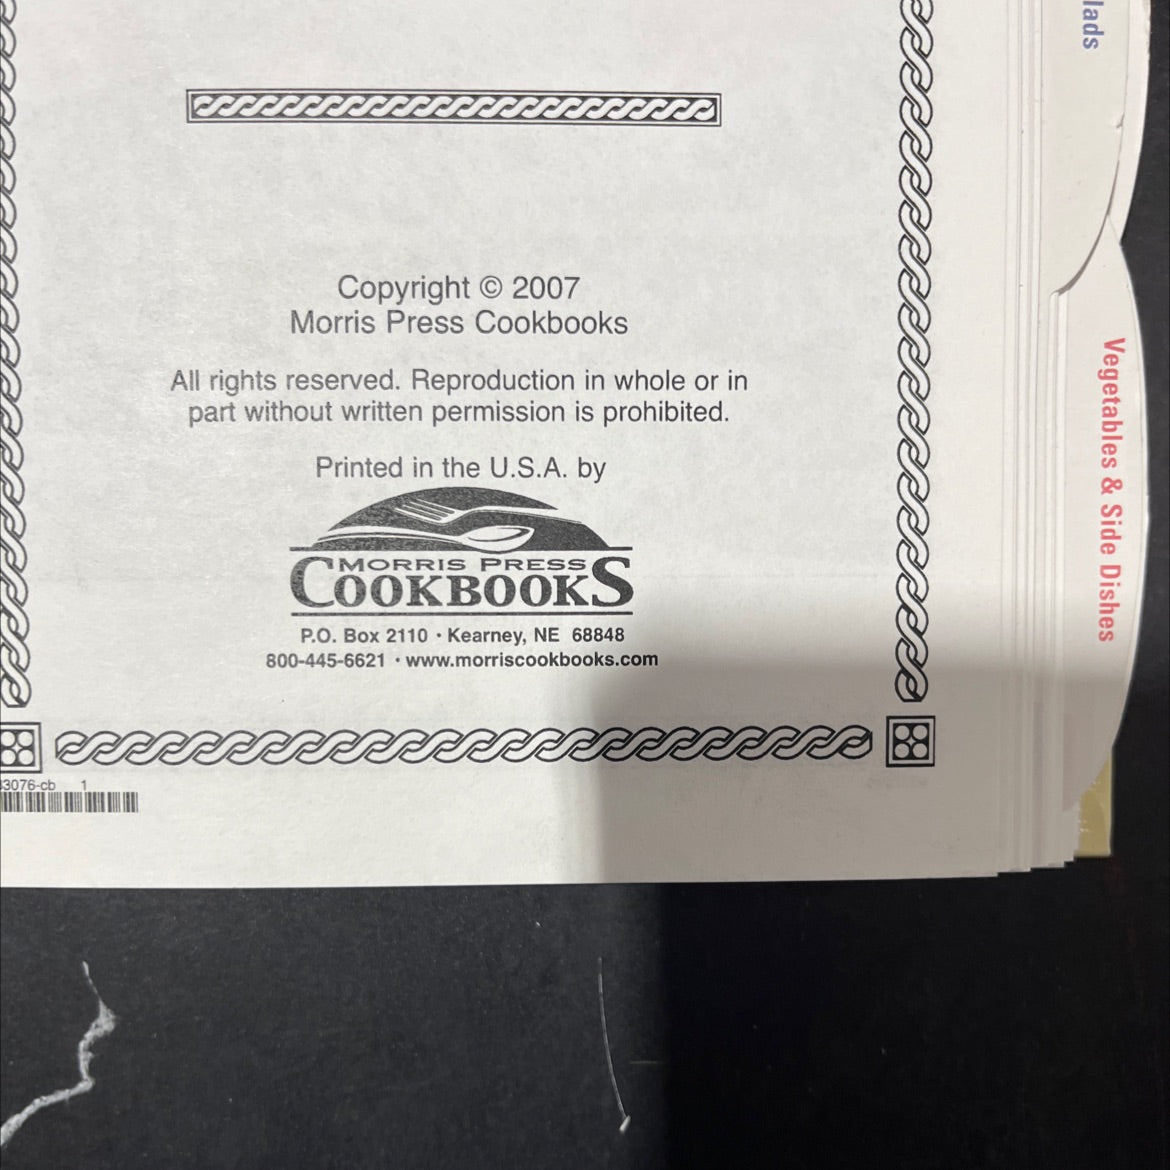 Copyright © 2007
Morris Press Cookbooks
All rights reserved. Reproduction in whole or in
part without written permission is prohibited.
Printed in the U.S.A. by
MORRIS PRESS
COOKBOOKS
P.O. Box 2110 · Kearney, NE 68848
800-445-6621 · www.morriscookbooks.com
3076-cb 1
lads
Vegetables & Side Dishes